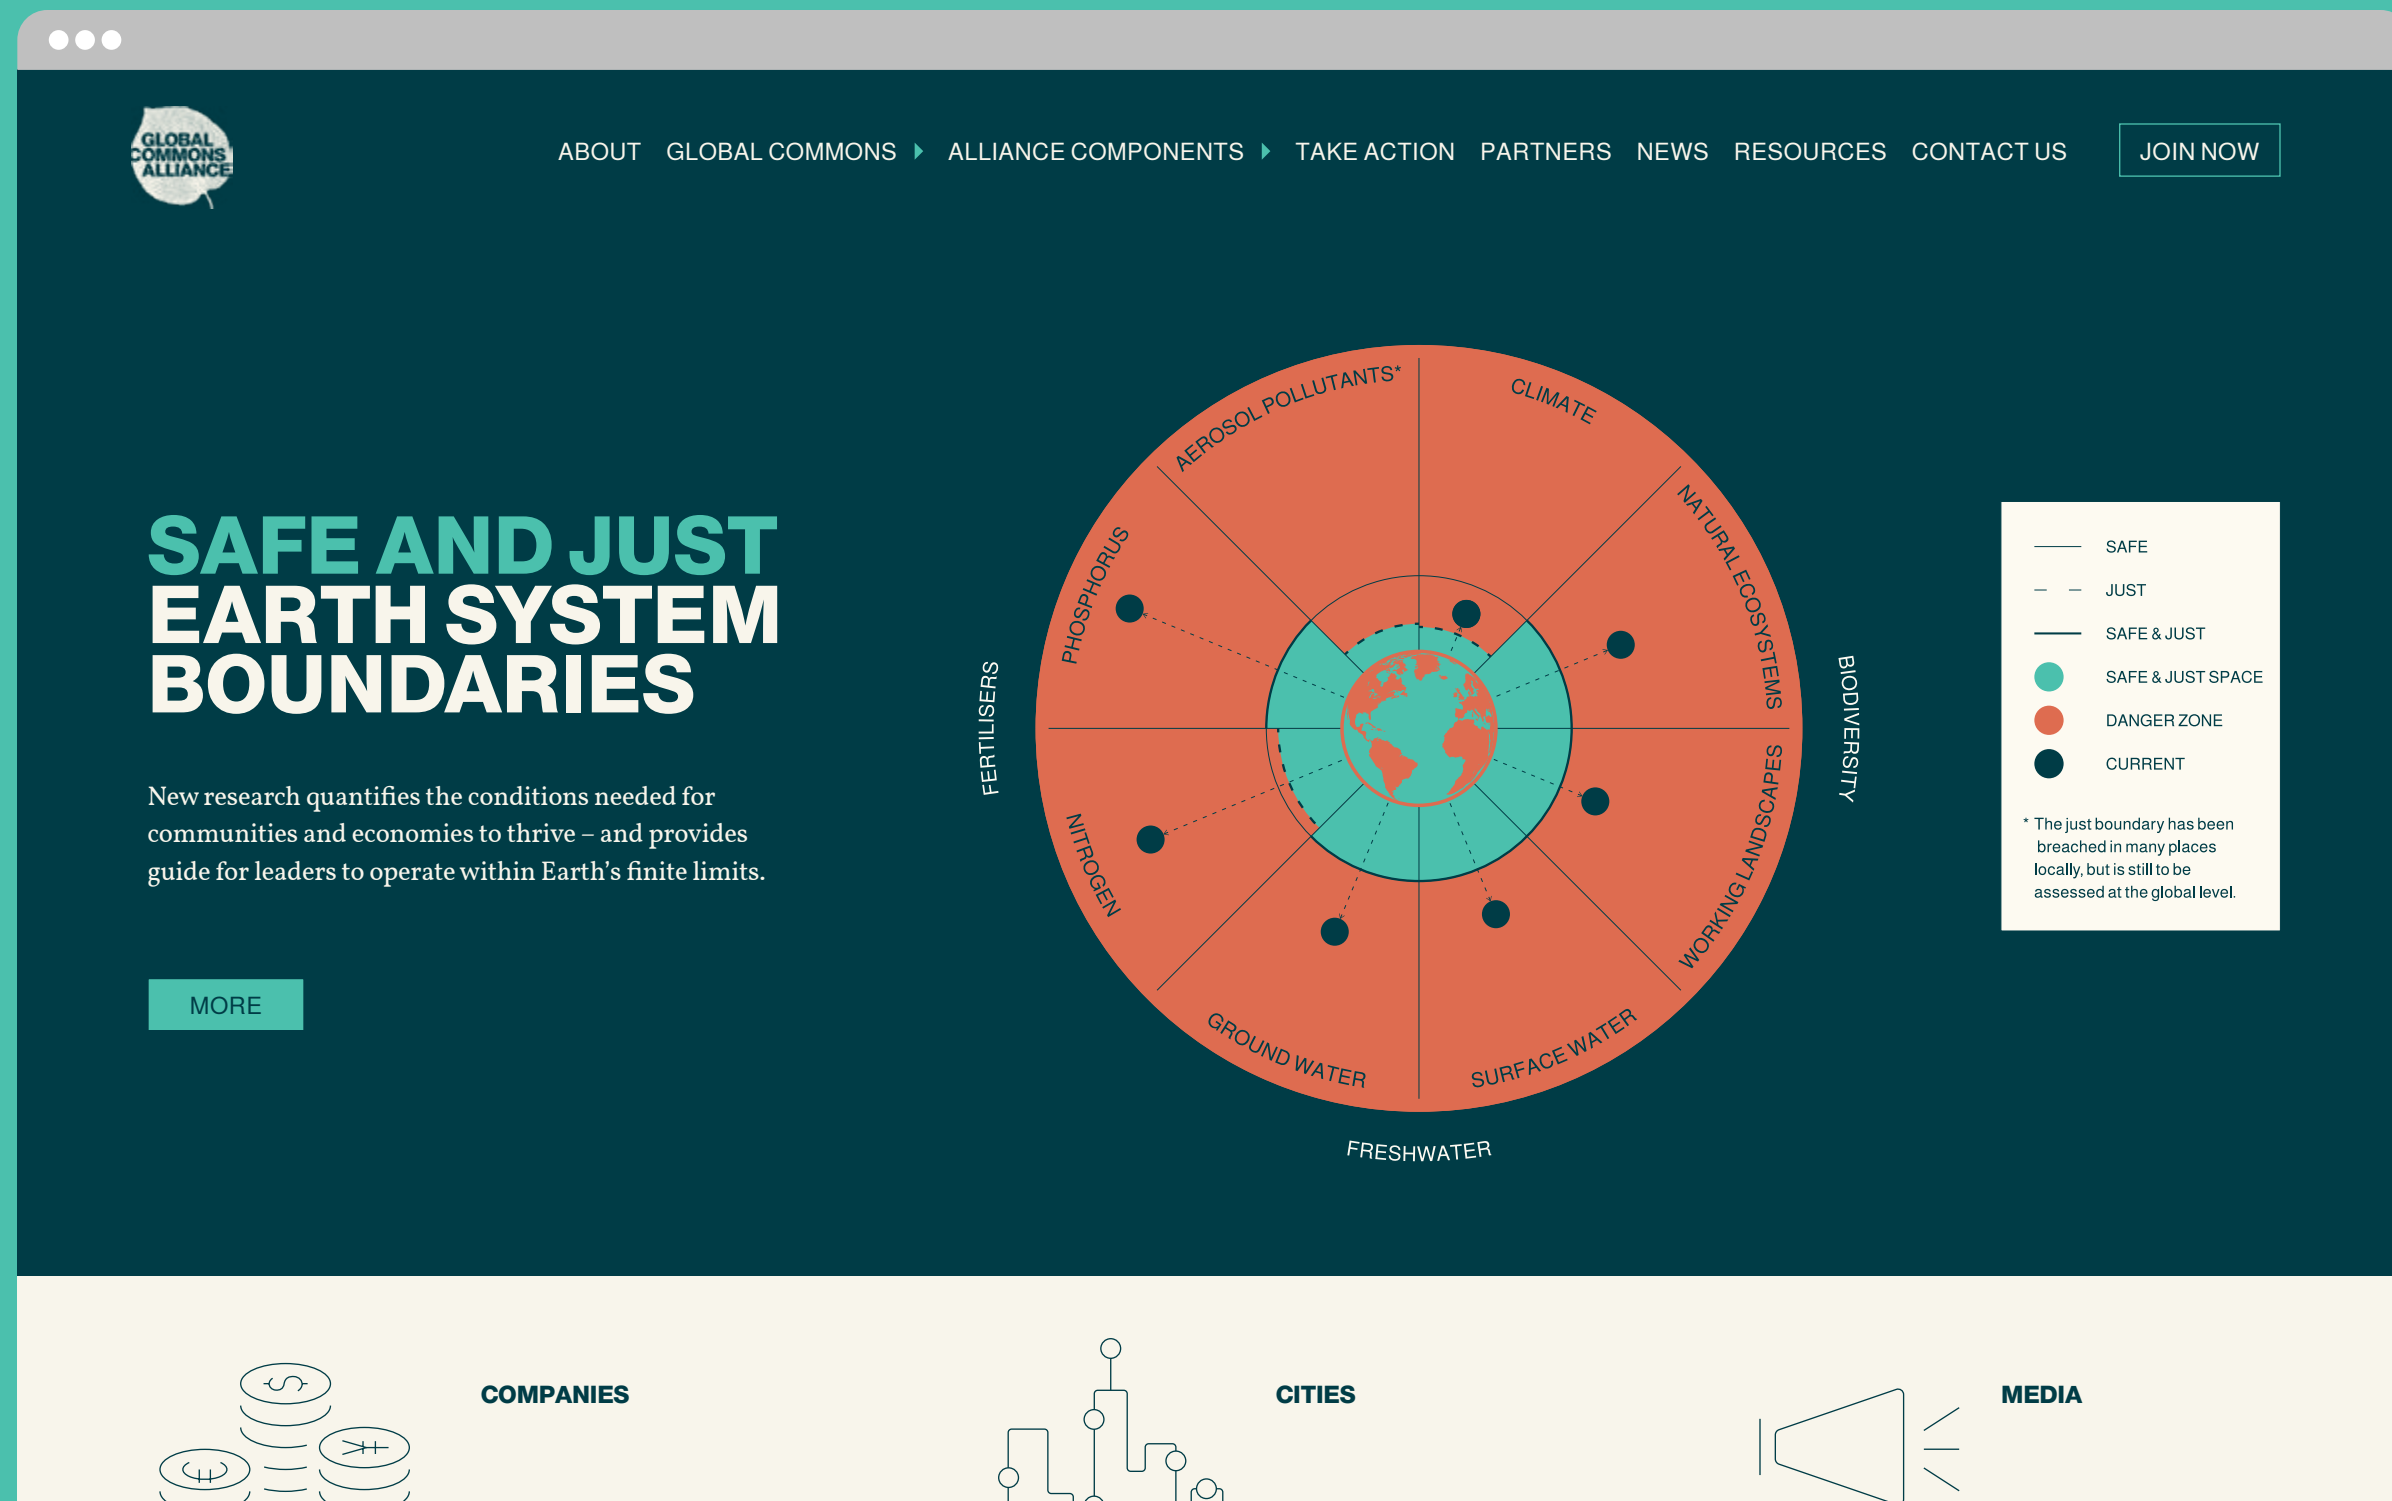 GLOBAL
COMMONS
ALLIANCE
ABOUT GLOBAL COMMONS ALLIANCE COMPONENTS TAKE ACTION PARTNERS NEWS RESOURCES CONTACT US JOIN NOW
SAFE AND JUST
EARTH SYSTEM
BOUNDARIES
New research quantifies the conditions needed for
communities and economies to thrive – and provides
guide for leaders to operate within Earth’s finite limits.
MORE
AEROSOL POLLUTANTS*
CLIMATE
NATURAL ECOSYSTEMS
WORKING LANDSCAPES
SURFACE WATER
GROUND WATER
NITROGEN
PHOSPHORUS
FERTILISERS
BIODIVERSITY
FRESHWATER
SAFE
JUST
SAFE & JUST
SAFE & JUST SPACE
DANGER ZONE
CURRENT
* The just boundary has been
breached in many places
locally, but is still to be
assessed at the global level.
$
€
¥
COMPANIES
CITIES
MEDIA